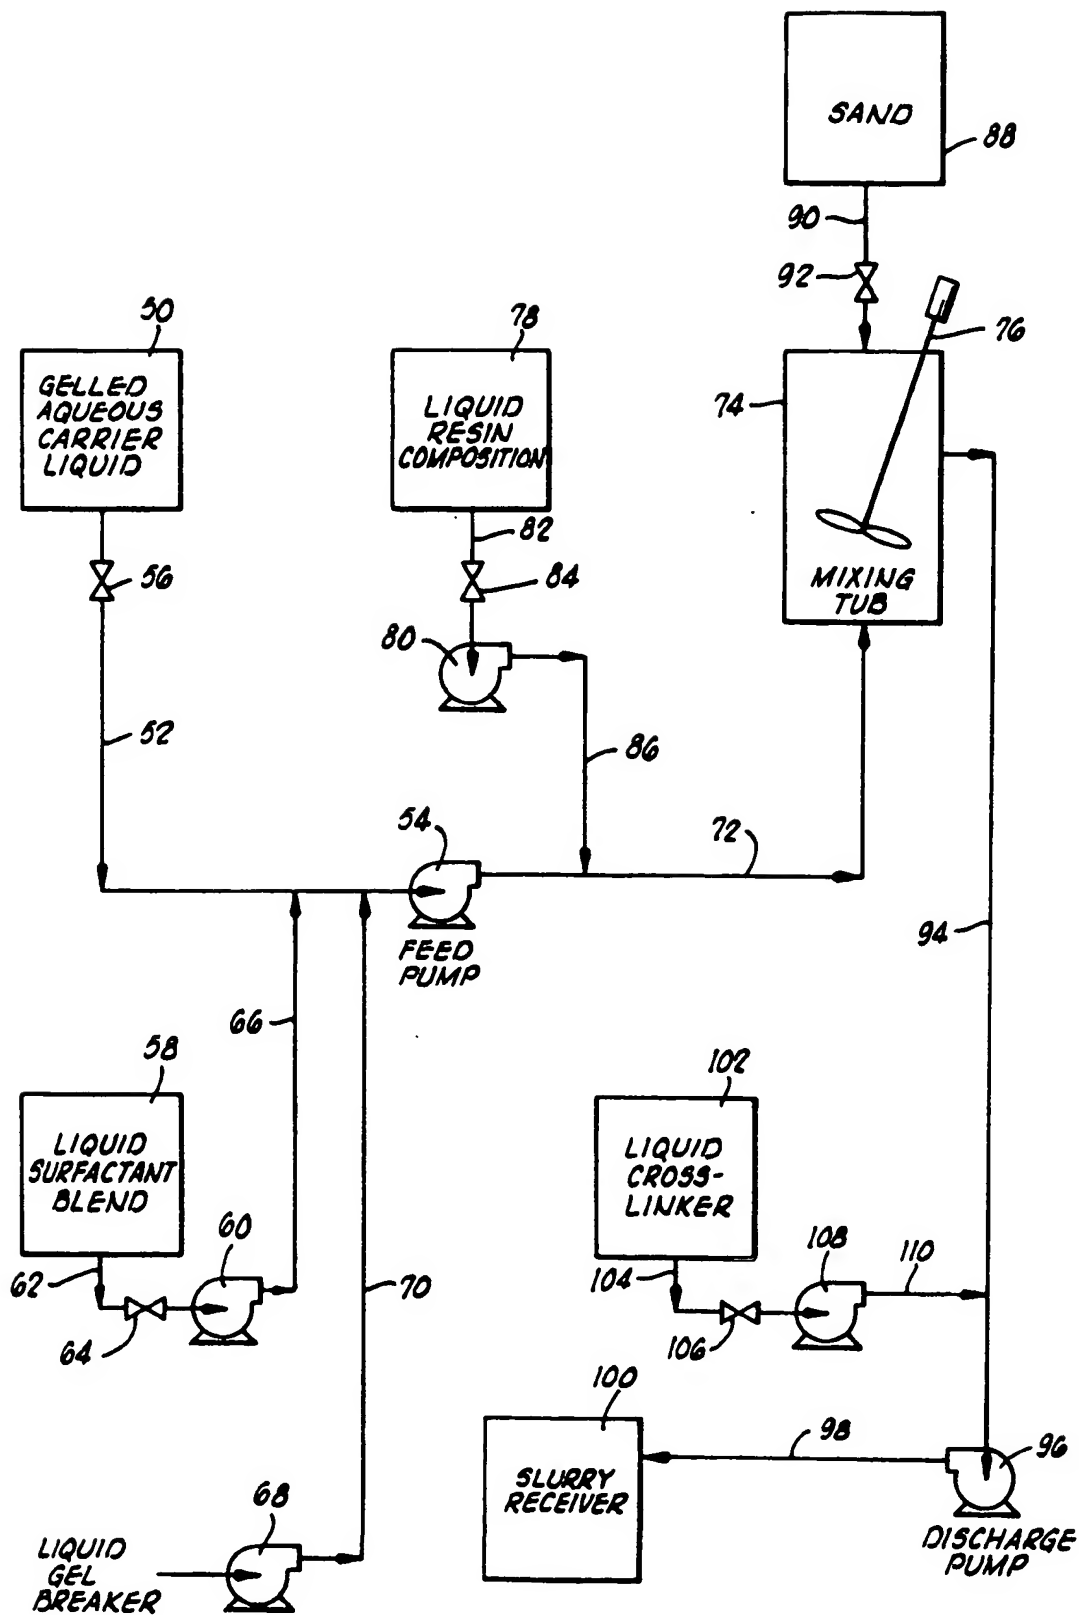 SAND
88
90
92
76
50
GELLED
AQUEOUS
CARRIER
LIQUID
78
LIQUID
RESIN
COMPOSITION
74
MIXING
TUB
56
82
84
80
52
86
54
72
FEED
PUMP
94
66
58
LIQUID
SURFACTANT
BLEND
102
LIQUID
CROSS-
LINKER
62
60
64
70
104
106
108
110
100
SLURRY
RECEIVER
98
96
DISCHARGE
PUMP
68
LIQUID
GEL
BREAKER